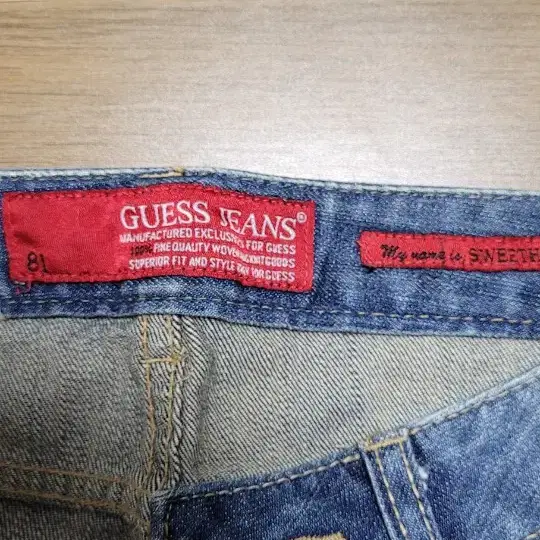 GUESS JEANS®
MANUFACTURED EXCLUSIVELY FOR GUESS
100% FINE QUALITY WOVEN AND KNIT GOODS
SUPERIOR FIT AND STYLE FOR GUESS
81
My name is SWEETH